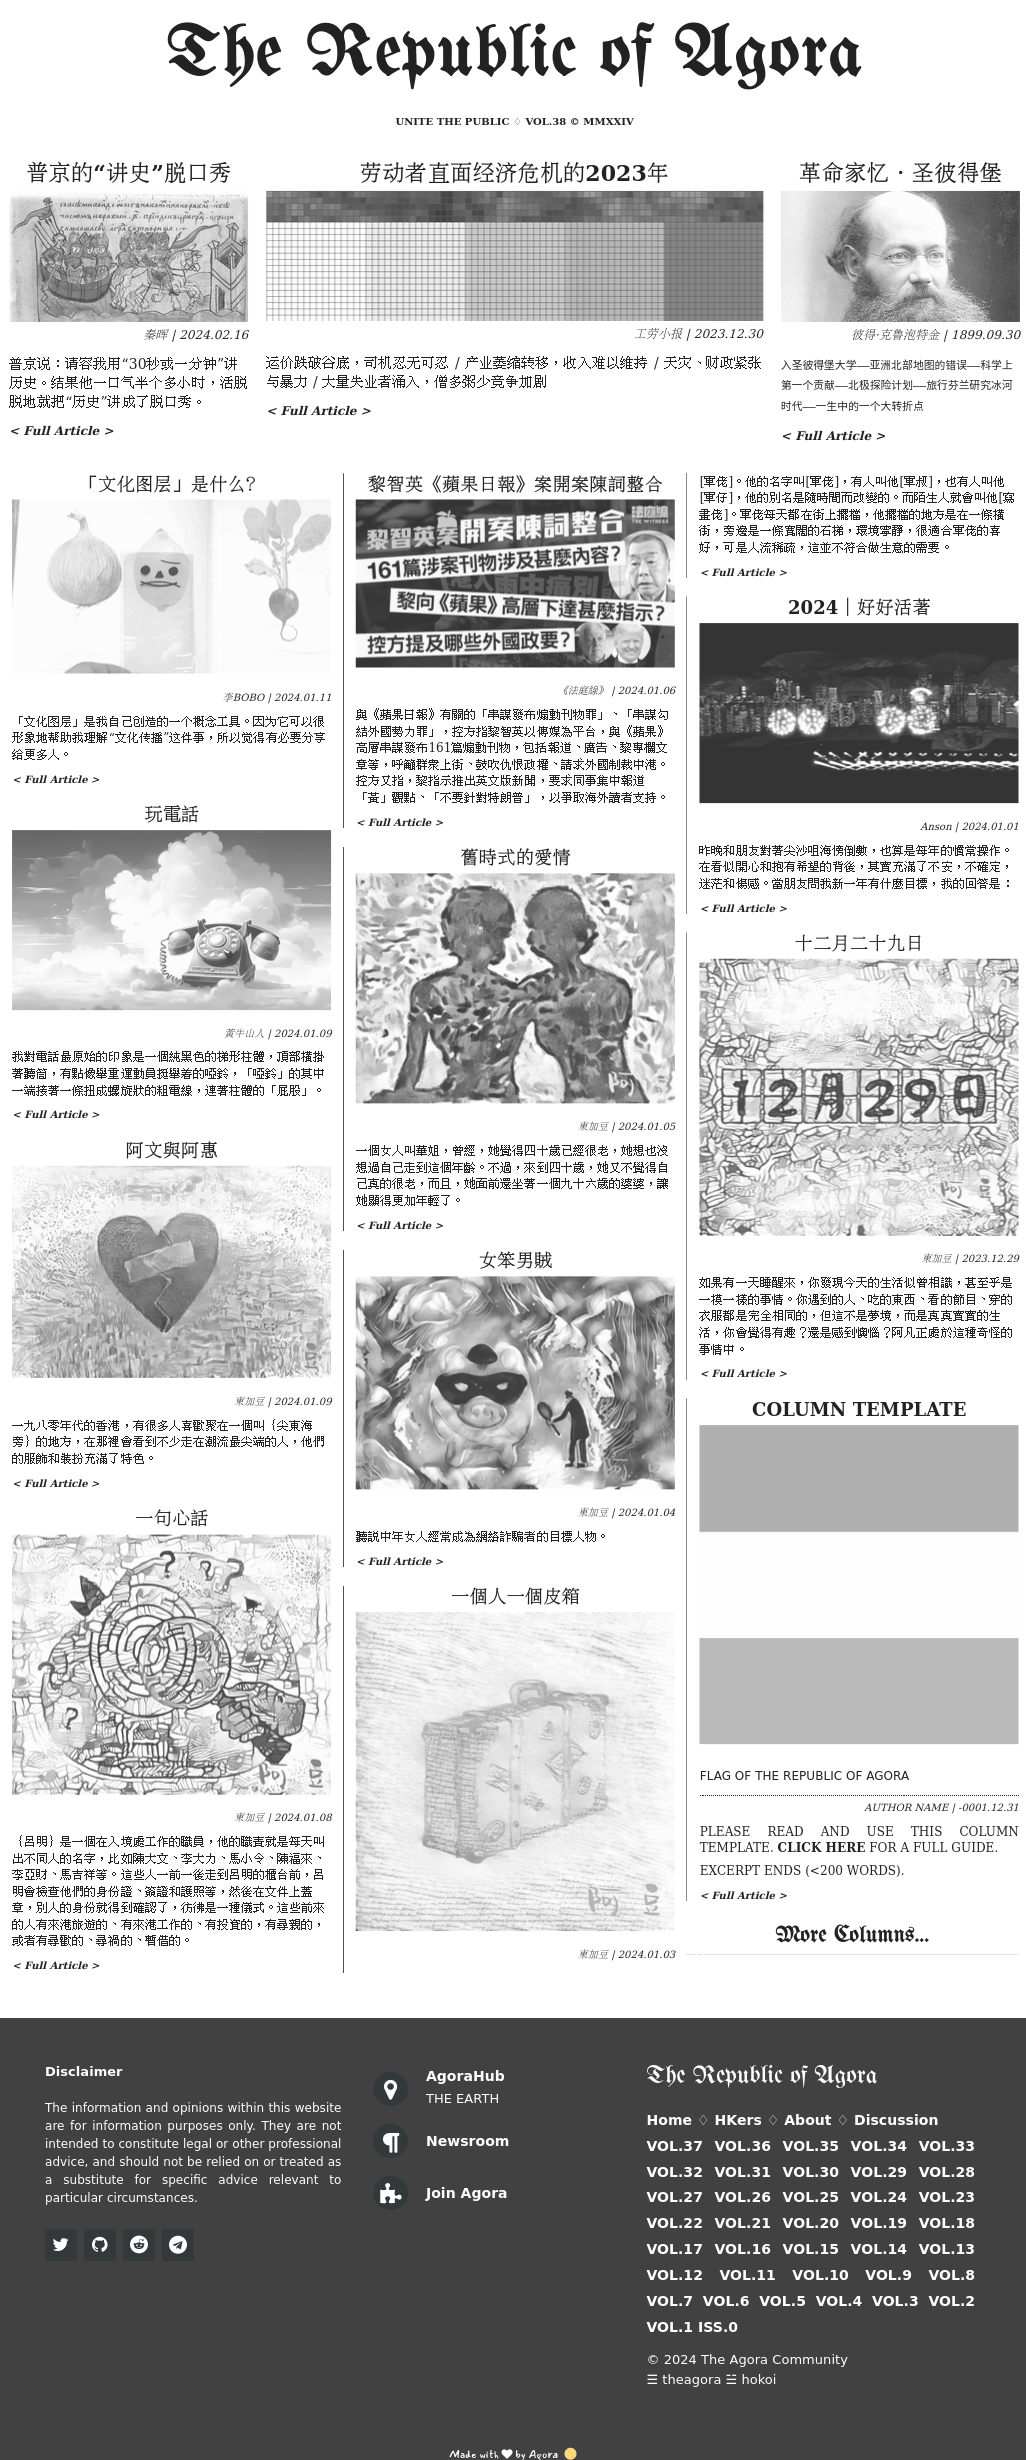 The Republic of Agora
UNITE THE PUBLIC ♢ VOL.38 © MMXXIV
普京的“讲史”脱口秀
秦晖 | 2024.02.16
普京说：请容我用“30秒或一分钟”讲
历史。结果他一口气半个多小时，活脱
脱地就把“历史”讲成了脱口秀。
< Full Article >
劳动者直面经济危机的2023年
工劳小报 | 2023.12.30
运价跌破谷底，司机忍无可忍 / 产业萎缩转移，收入难以维持 / 天灾、财政紧张
与暴力 / 大量失业者涌入，僧多粥少竞争加剧
< Full Article >
革命家忆 · 圣彼得堡
彼得·克鲁泡特金 | 1899.09.30
入圣彼得堡大学——亚洲北部地图的错误——科学上
第一个贡献——北极探险计划——旅行芬兰研究冰河
时代——一生中的一个大转折点
< Full Article >
「文化图层」是什么？
李BOBO | 2024.01.11
「文化图层」是我自己创造的一个概念工具。因为它可以很
形象地帮助我理解“文化传播”这件事，所以觉得有必要分享
给更多人。
< Full Article >
玩電話
黃牛山人 | 2024.01.09
我對電話最原始的印象是一個純黑色的梯形柱體，頂部橫掛
著聽筒，有點像舉重運動員挺舉着的啞鈴，「啞鈴」的其中
一端接著一條扭成螺旋狀的粗電線，連著柱體的「屁股」。
< Full Article >
阿文與阿惠
東加豆 | 2024.01.09
一九八零年代的香港，有很多人喜歡聚在一個叫｛尖東海
旁｝的地方，在那裡會看到不少走在潮流最尖端的人，他們
的服飾和裝扮充滿了特色。
< Full Article >
一句心話
東加豆 | 2024.01.08
｛呂明｝是一個在入境處工作的職員，他的職責就是每天叫
出不同人的名字，比如陳大文、李大力、馬小令、陳福來、
李亞財、馬吉祥等。這些人一前一後走到呂明的櫃台前，呂
明會檢查他們的身份證、簽證和護照等，然後在文件上蓋
章，別人的身份就得到確認了，彷彿是一種儀式。這些前來
的人有來港旅遊的、有來港工作的、有投資的，有尋親的，
或者有尋歡的、尋禍的、暫借的。
< Full Article >
黎智英《蘋果日報》案開案陳詞整合
黎智英案開案陳詞整合
法庭線
THE WITNESS
161篇涉案刊物涉及甚麼內容?
黎向《蘋果》高層下達甚麼指示?
控方提及哪些外國政要?
《法庭線》 | 2024.01.06
與《蘋果日報》有關的「串謀發布煽動刊物罪」、「串謀勾
結外國勢力罪」，控方指黎智英以傳媒為平台，與《蘋果》
高層串謀發布161篇煽動刊物，包括報道、廣告、黎專欄文
章等，呼籲群眾上街、鼓吹仇恨政權、請求外國制裁中港。
控方又指，黎指示推出英文版新聞，要求同事集中報道
「黃」觀點、「不要針對特朗普」，以爭取海外讀者支持。
< Full Article >
舊時式的愛情
東加豆 | 2024.01.05
一個女人叫華姐，曾經，她覺得四十歲已經很老，她想也沒
想過自己走到這個年齡。不過，來到四十歲，她又不覺得自
己真的很老，而且，她面前還坐著一個九十六歲的婆婆，讓
她顯得更加年輕了。
< Full Article >
女笨男賊
東加豆 | 2024.01.04
聽説中年女人經常成為網絡詐騙者的目標人物。
< Full Article >
一個人一個皮箱
東加豆 | 2024.01.03
[軍佬]。他的名字叫[軍佬]，有人叫他[軍叔]，也有人叫他
[軍仔]，他的別名是隨時間而改變的。而陌生人就會叫他[寫
畫佬]。軍佬每天都在街上擺檔，他擺檔的地方是在一條橫
街，旁邊是一條寬闊的石梯，環境寧靜，很適合軍佬的喜
好，可是人流稀疏，這並不符合做生意的需要。
< Full Article >
2024｜好好活著
Anson | 2024.01.01
昨晚和朋友對著尖沙咀海傍倒數，也算是每年的慣常操作。
在看似開心和抱有希望的背後，其實充滿了不安，不確定，
迷茫和傷感。當朋友問我新一年有什麼目標，我的回答是：
< Full Article >
十二月二十九日
12月29日
東加豆 | 2023.12.29
如果有一天睡醒來，你發現今天的生活似曾相識，甚至乎是
一模一樣的事情。你遇到的人、吃的東西、看的節目、穿的
衣服都是完全相同的，但這不是夢境，而是真真實實的生
活，你會覺得有趣？還是感到懊惱？阿凡正處於這種奇怪的
事情中。
< Full Article >
COLUMN TEMPLATE
FLAG OF THE REPUBLIC OF AGORA
AUTHOR NAME | -0001.12.31
PLEASE READ AND USE THIS COLUMN
TEMPLATE. CLICK HERE FOR A FULL GUIDE.
EXCERPT ENDS (<200 WORDS).
< Full Article >
More Columns...
Disclaimer
The information and opinions within this website
are for information purposes only. They are not
intended to constitute legal or other professional
advice, and should not be relied on or treated as
a substitute for specific advice relevant to
particular circumstances.
AgoraHub
THE EARTH
Newsroom
Join Agora
The Republic of Agora
Home ♢ HKers ♢ About ♢ Discussion
VOL.37 VOL.36 VOL.35 VOL.34 VOL.33
VOL.32 VOL.31 VOL.30 VOL.29 VOL.28
VOL.27 VOL.26 VOL.25 VOL.24 VOL.23
VOL.22 VOL.21 VOL.20 VOL.19 VOL.18
VOL.17 VOL.16 VOL.15 VOL.14 VOL.13
VOL.12 VOL.11 VOL.10 VOL.9 VOL.8
VOL.7 VOL.6 VOL.5 VOL.4 VOL.3 VOL.2
VOL.1 ISS.0
© 2024 The Agora Community
☰ theagora ☱ hokoi
Made with ♥ by Agora